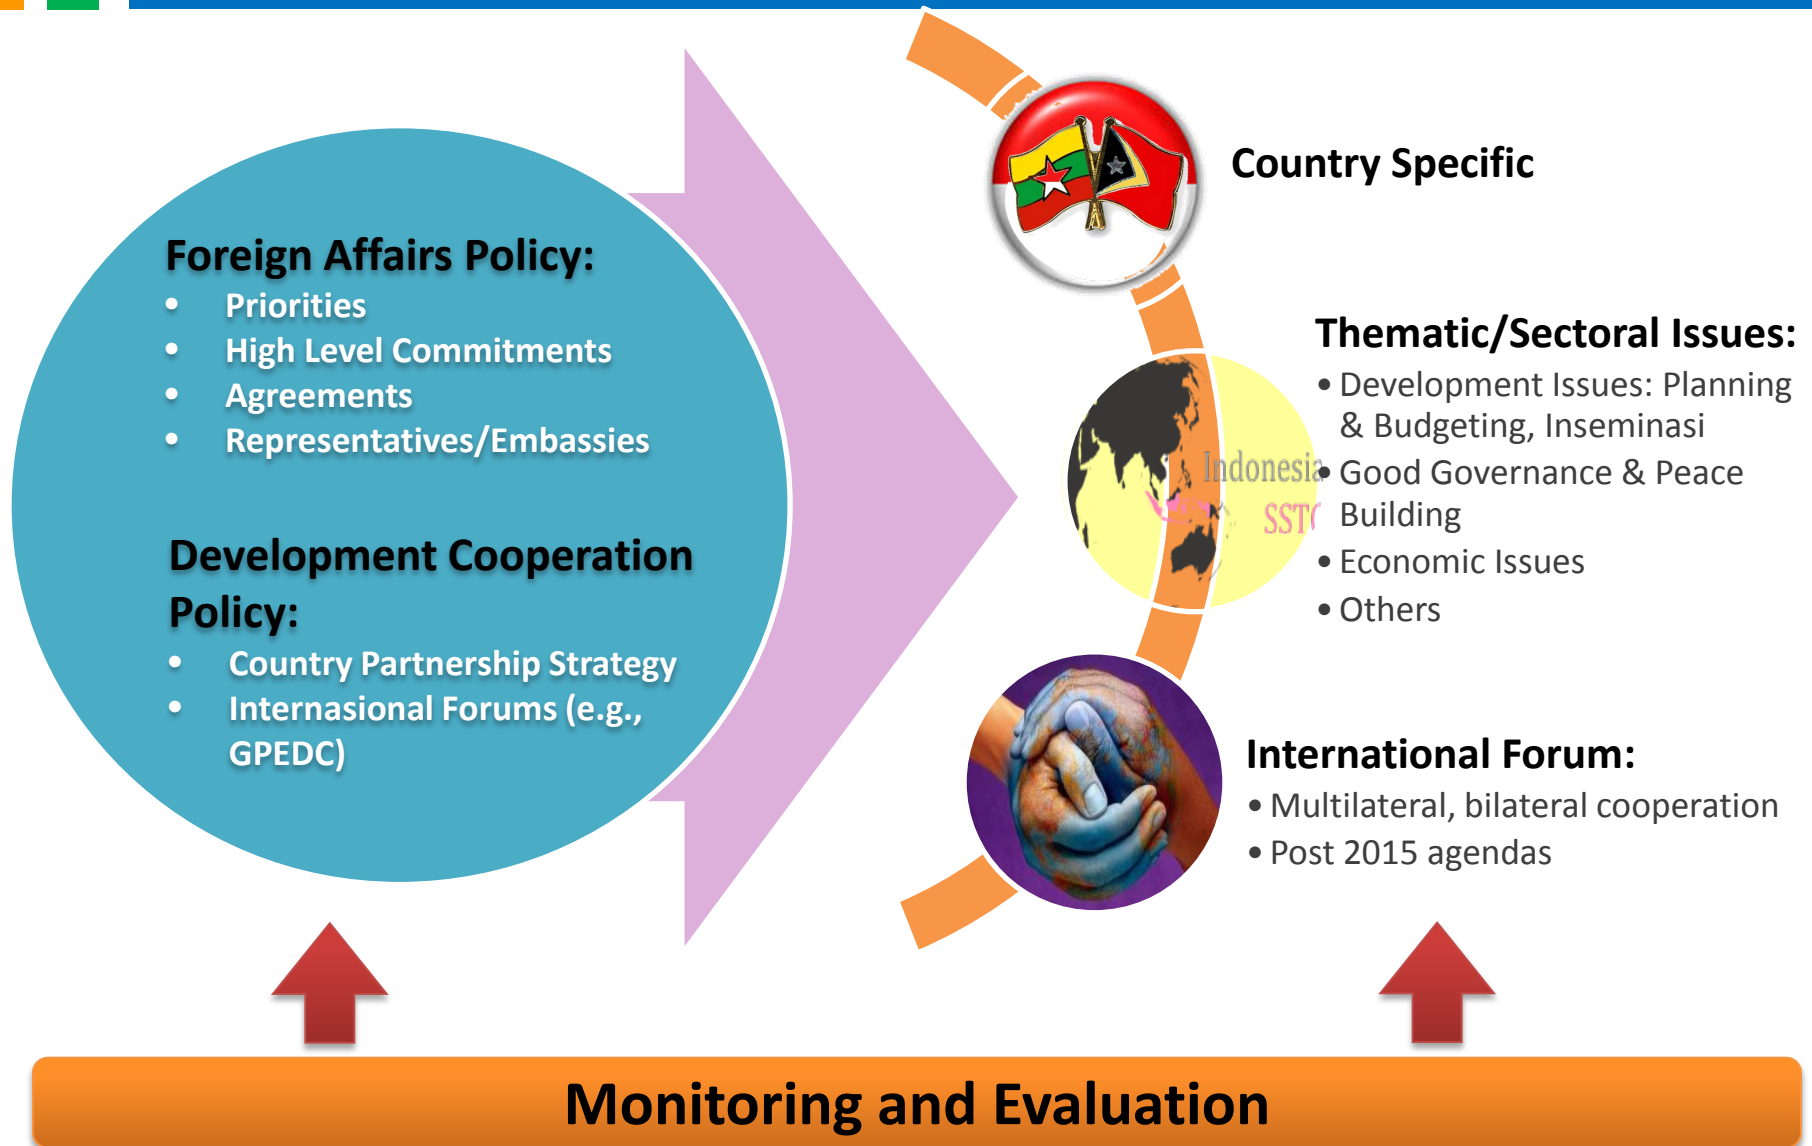 Foreign Affairs Policy:
• Priorities
• High Level Commitments
• Agreements
• Representatives/Embassies
Development Cooperation
Policy:
• Country Partnership Strategy
• Internasional Forums (e.g.,
GPEDC)
Country Specific
Thematic/Sectoral Issues:
• Development Issues: Planning
& Budgeting, Inseminasi
• Good Governance & Peace
Building
• Economic Issues
• Others
Indonesia
SSTC
International Forum:
• Multilateral, bilateral cooperation
• Post 2015 agendas
Monitoring and Evaluation